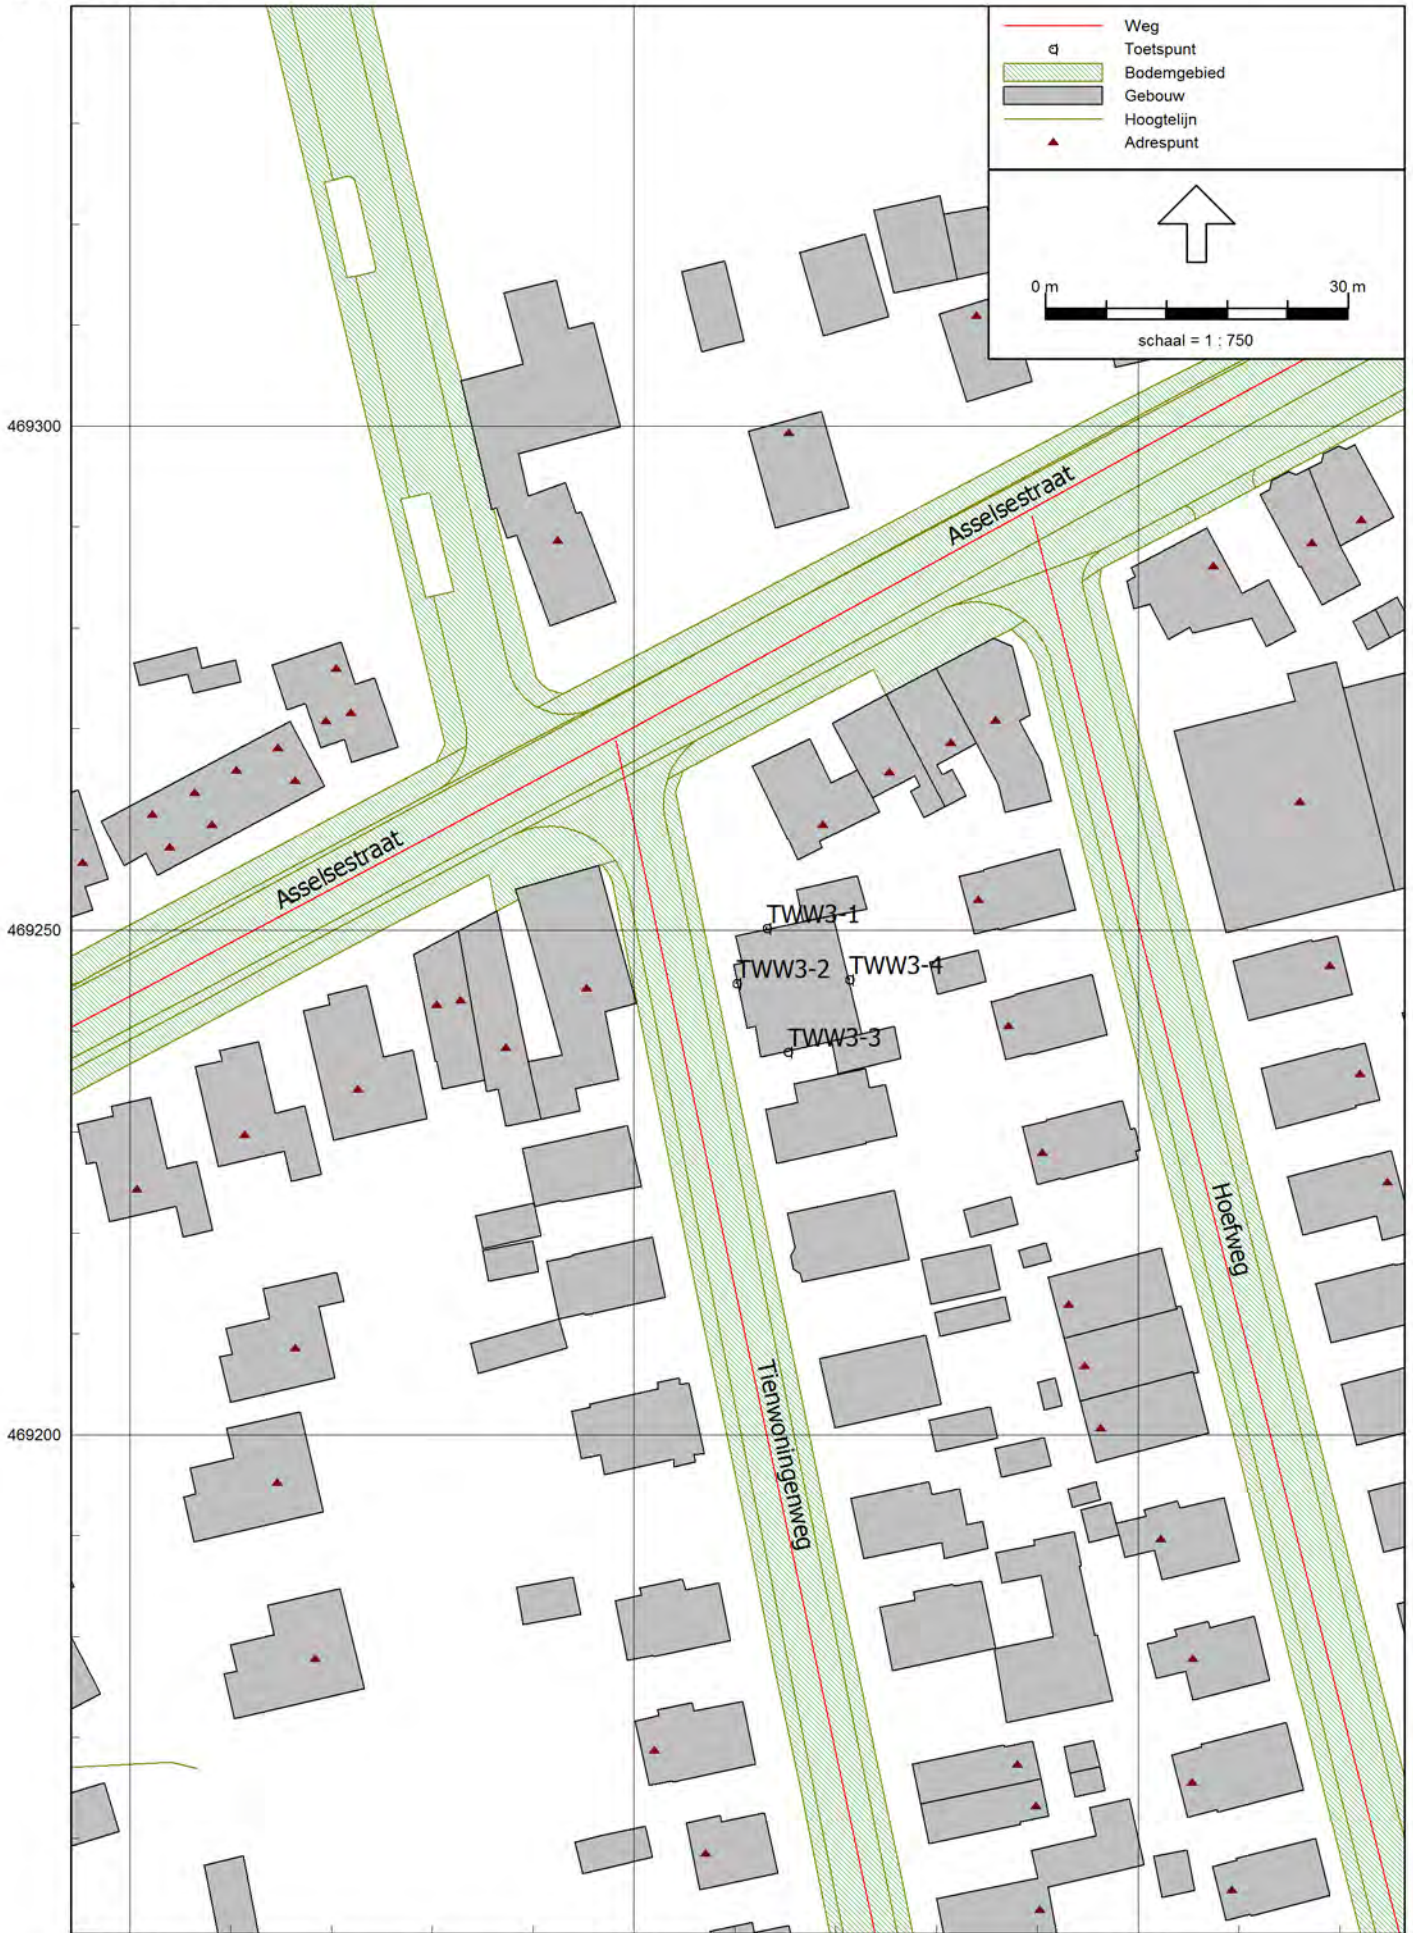 Weg
Toetspunt
Bodemgebied
Gebouw
Hoogtelijn
Adrespunt
0 m
30 m
schaal = 1 : 750
469300
Asselsestraat
Asselsestraat
469250
TWW3-1
TWW3-2
TWW3-4
TWW3-3
Hoefweg
Tienwoningenweg
469200